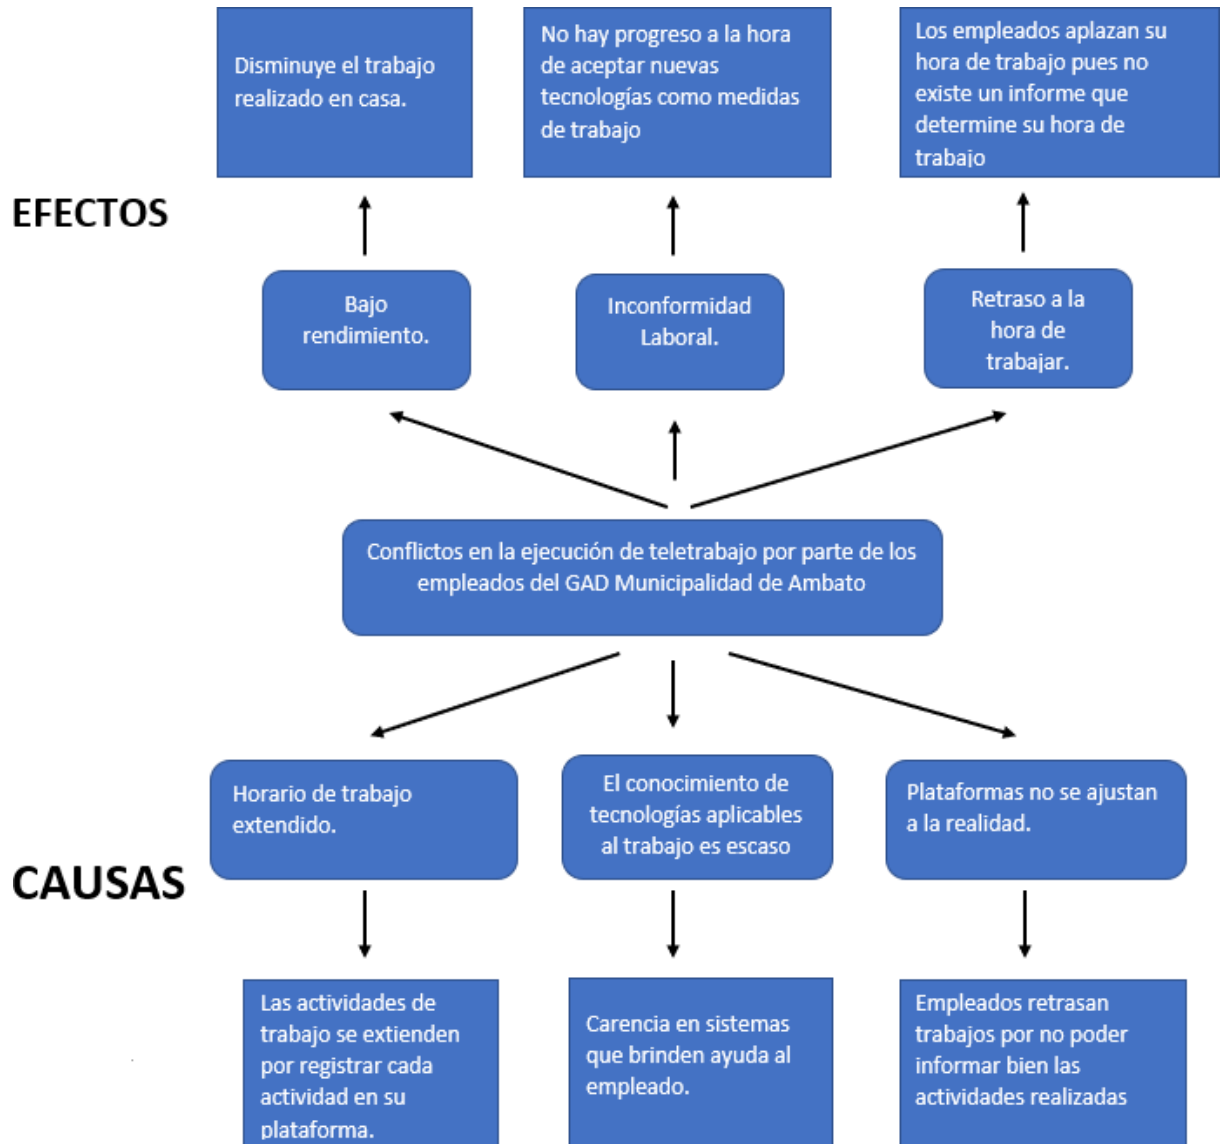 Disminuye el trabajo
realizado en casa.
No hay progreso a la hora
de aceptar nuevas
tecnologías como medidas
de trabajo
Los empleados aplazan su
hora de trabajo pues no
existe un informe que
determine su hora de
trabajo
EFECTOS
Bajo
rendimiento.
Inconformidad
Laboral.
Retraso a la
hora de
trabajar.
Conflictos en la ejecución de teletrabajo por parte de los
empleados del GAD Municipalidad de Ambato
Horario de trabajo
extendido.
El conocimiento de
tecnologías aplicables
al trabajo es escaso
Plataformas no se ajustan
a la realidad.
CAUSAS
Las actividades de
trabajo se extienden
por registrar cada
actividad en su
plataforma.
Carencia en sistemas
que brinden ayuda al
empleado.
Empleados retrasan
trabajos por no poder
informar bien las
actividades realizadas